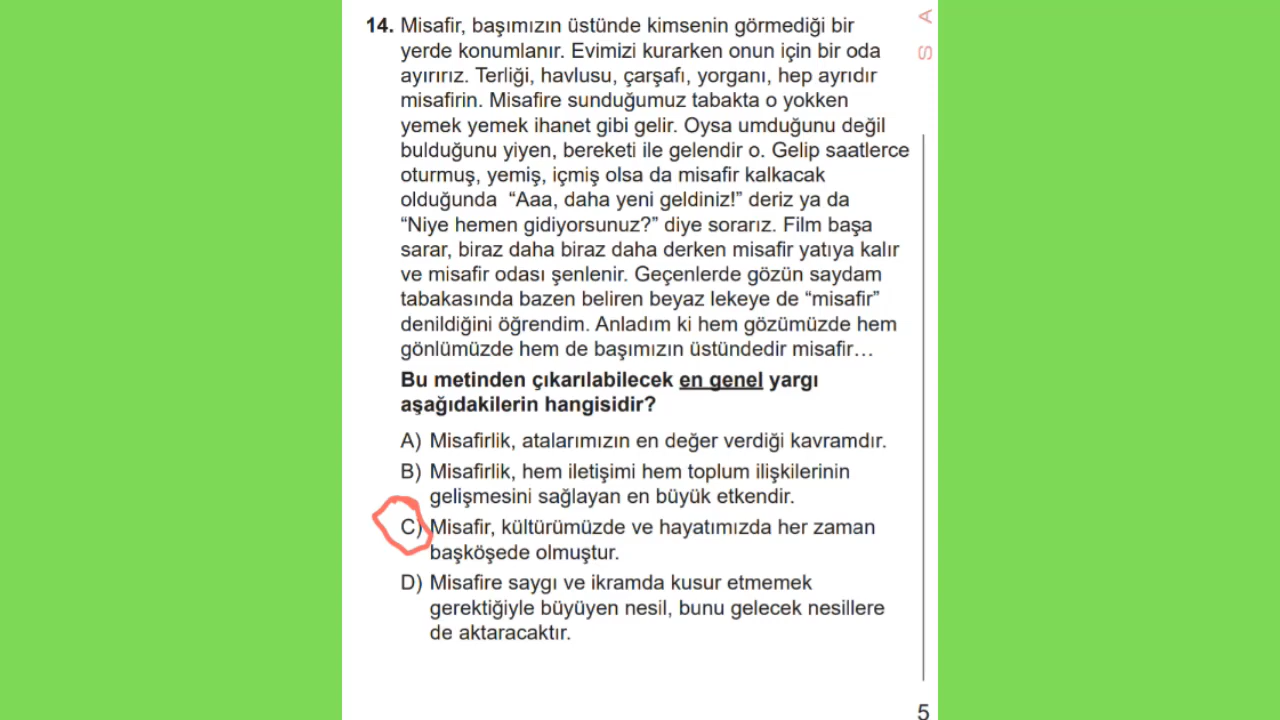 14. Misafir, başımızın üstünde kimsenin görmediği bir
yerde konumlanır. Evimizi kurarken onun için bir oda
ayırırız. Terliği, havlusu, çarşafı, yorganı, hep ayrıdır
misafirin. Misafire sunduğumuz tabakta o yokken
yemek yemek ihanet gibi gelir. Oysa umduğunu değil
bulduğunu yiyen, bereketi ile gelendir o. Gelip saatlerce
oturmuş, yemiş, içmiş olsa da misafir kalkacak
olduğunda “Aaa, daha yeni geldiniz!” deriz ya da
“Niye hemen gidiyorsunuz?” diye sorarız. Film başa
sarar, biraz daha biraz daha derken misafir yatıya kalır
ve misafir odası şenlenir. Geçenlerde gözün saydam
tabakasında bazen beliren beyaz lekeye de “misafir”
denildiğini öğrendim. Anladım ki hem gözümüzde hem
gönlümüzde hem de başımızın üstündedir misafir…
Bu metinden çıkarılabilecek en genel yargı
aşağıdakilerin hangisidir?
A) Misafirlik, atalarımızın en değer verdiği kavramdır.
B) Misafirlik, hem iletişimi hem toplum ilişkilerinin
gelişmesini sağlayan en büyük etkendir.
C) Misafir, kültürümüzde ve hayatımızda her zaman
başköşede olmuştur.
D) Misafire saygı ve ikramda kusur etmemek
gerektiğiyle büyüyen nesil, bunu gelecek nesillere
de aktaracaktır.
S A
5